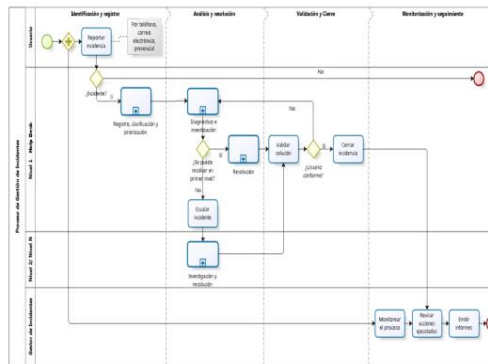 Identificación y registro
Análisis y resolución
Validación y Cierre
Monitorización y seguimiento
Proceso de Gestión de Incidentes
Usuario
Reportar
incidencia
Por teléfono,
correo
electrónico,
presencial
No
Nivel 1 Help Desk
¿Incidente?
Si
Registro, clasificación y
priorización
Diagnóstico e
investigación
No
¿Se puede
resolver en
primer nivel?
Si
Resolución
Validar
solución
Si
¿Usuario
conforme?
Cerrar
incidencia
No
Escalar
incidente
Nivel 2/ Nivel N
Investigación y
resolución
Gestor de Incidentes
Monitorear
el proceso
Revisar
acciones
ejecutadas
Emitir
informes